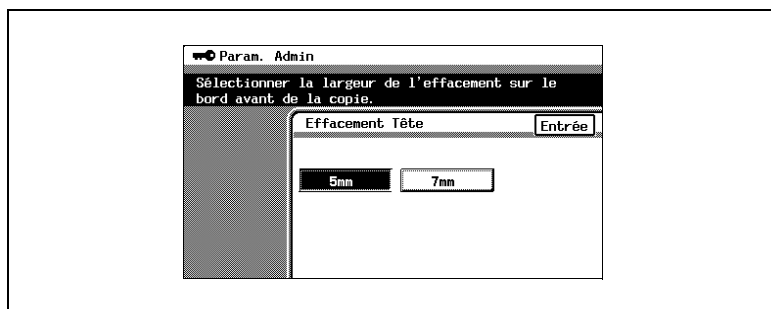 Param. Admin
Sélectionner la largeur de l'effacement sur le
bord avant de la copie.
Effacement Tête
Entrée
5mm 7mm